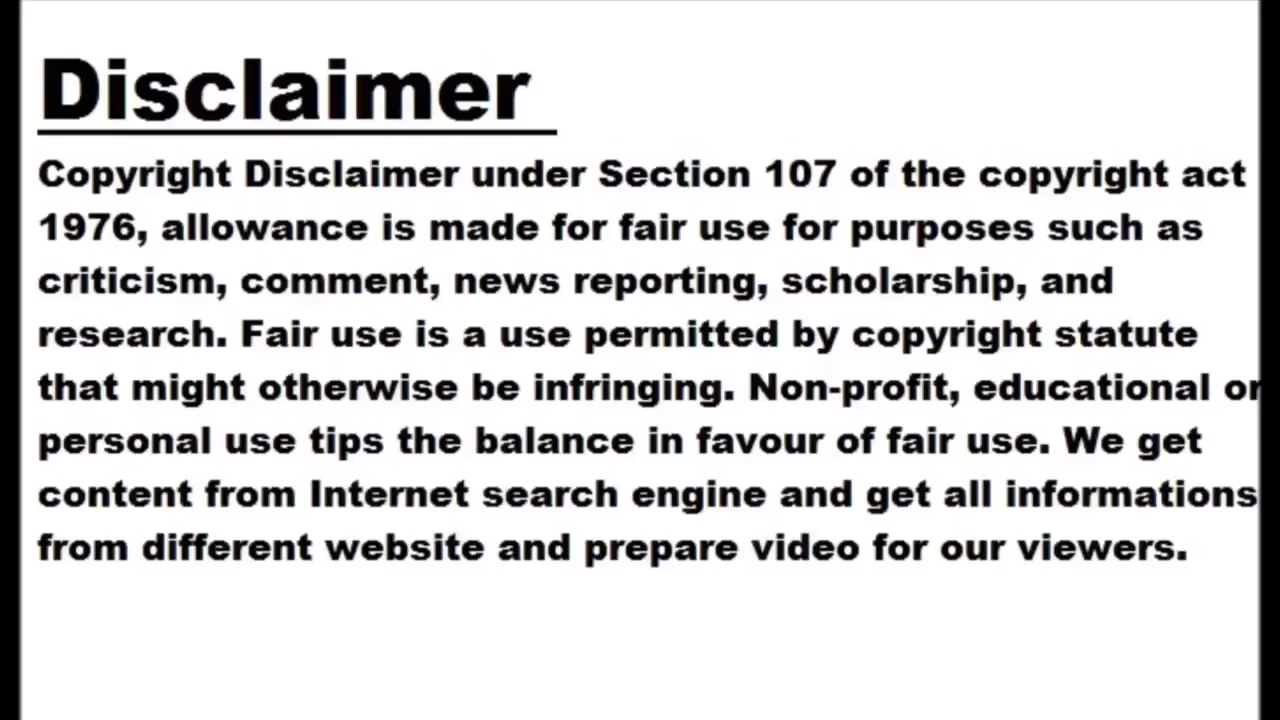 Disclaimer
Copyright Disclaimer under Section 107 of the copyright act
1976, allowance is made for fair use for purposes such as
criticism, comment, news reporting, scholarship, and
research. Fair use is a use permitted by copyright statute
that might otherwise be infringing. Non-profit, educational or
personal use tips the balance in favour of fair use. We get
content from Internet search engine and get all informations
from different website and prepare video for our viewers.